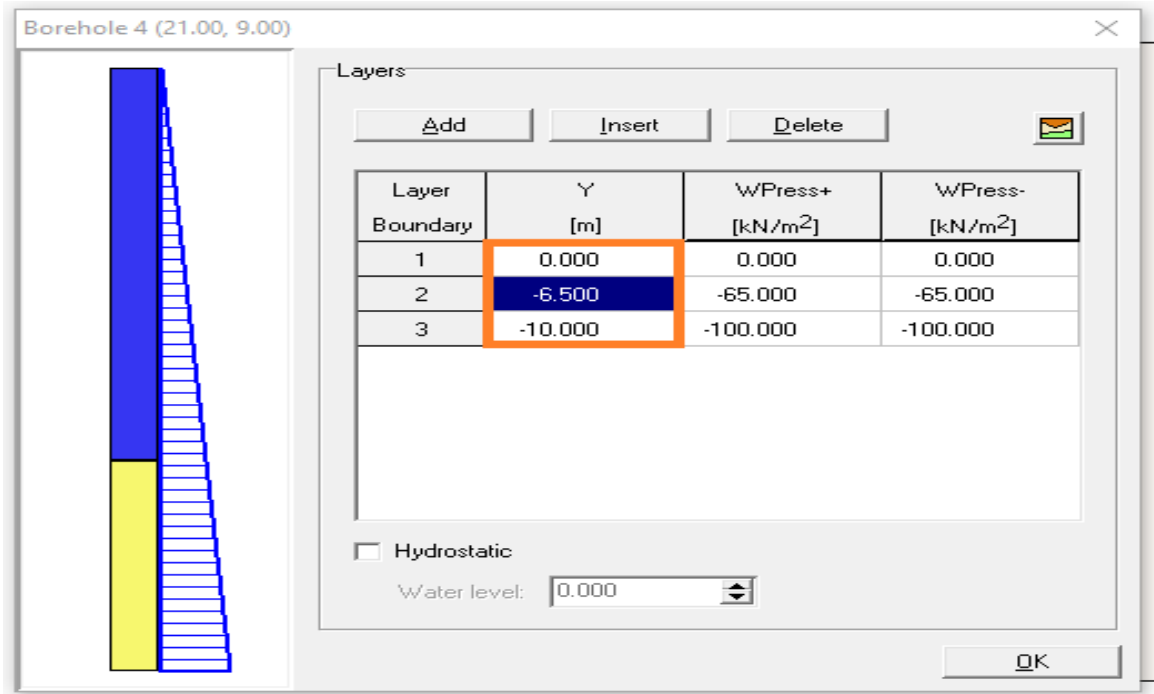 Borehole 4 (21.00, 9.00)
Layers
Add Insert Delete
Layer Y WPress+ WPress-
Boundary [m] [kN/m2] [kN/m2]
1 0.000 0.000 0.000
2 -6.500 -65.000 -65.000
3 -10.000 -100.000 -100.000
Hydrostatic
Water level: 0.000
OK